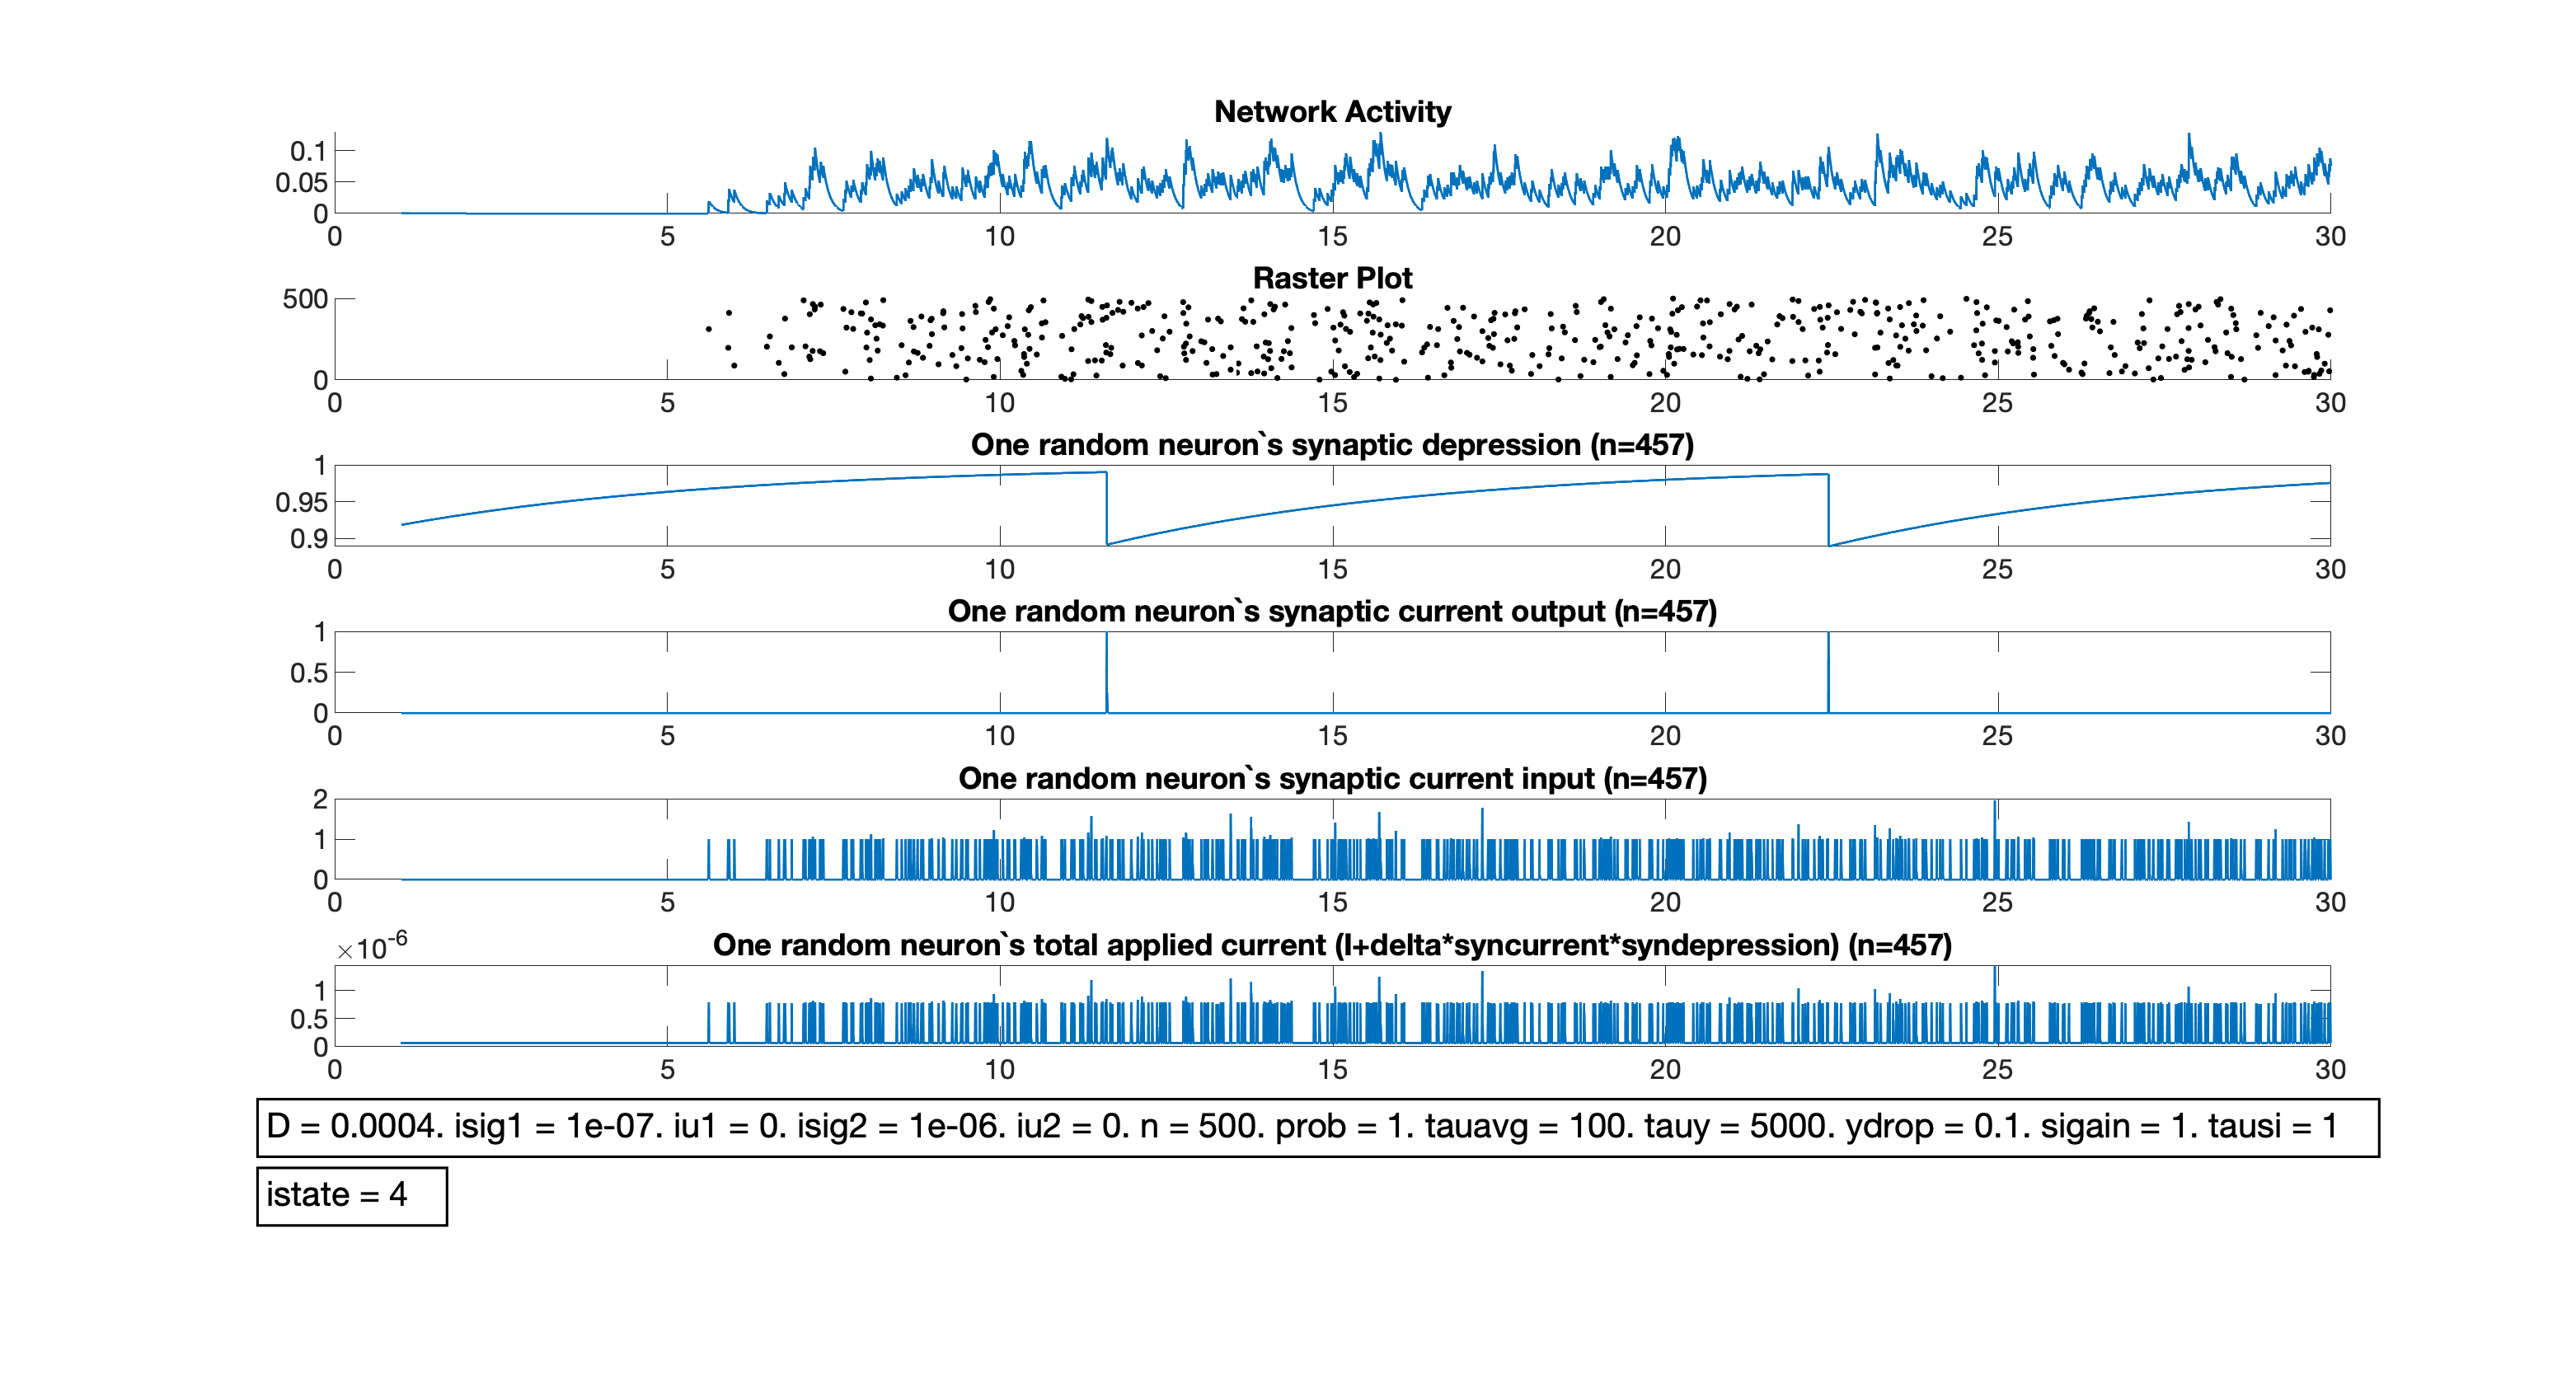 Network Activity
0.1
0.05
0
0 5 10 15 20 25 30
Raster Plot
500
0
0 5 10 15 20 25 30
One random neuron`s synaptic depression (n=457)
1
0.95
0.9
0 5 10 15 20 25 30
One random neuron`s synaptic current output (n=457)
1
0.5
0
0 5 10 15 20 25 30
One random neuron`s synaptic current input (n=457)
2
1
0
0 5 10 15 20 25 30
×10-6
One random neuron`s total applied current (I+delta*syncurrent*syndepression) (n=457)
1
0.5
0
0 5 10 15 20 25 30
D = 0.0004. isig1 = 1e-07. iu1 = 0. isig2 = 1e-06. iu2 = 0. n = 500. prob = 1. tauavg = 100. tauy = 5000. ydrop = 0.1. sigain = 1. tausi = 1
istate = 4